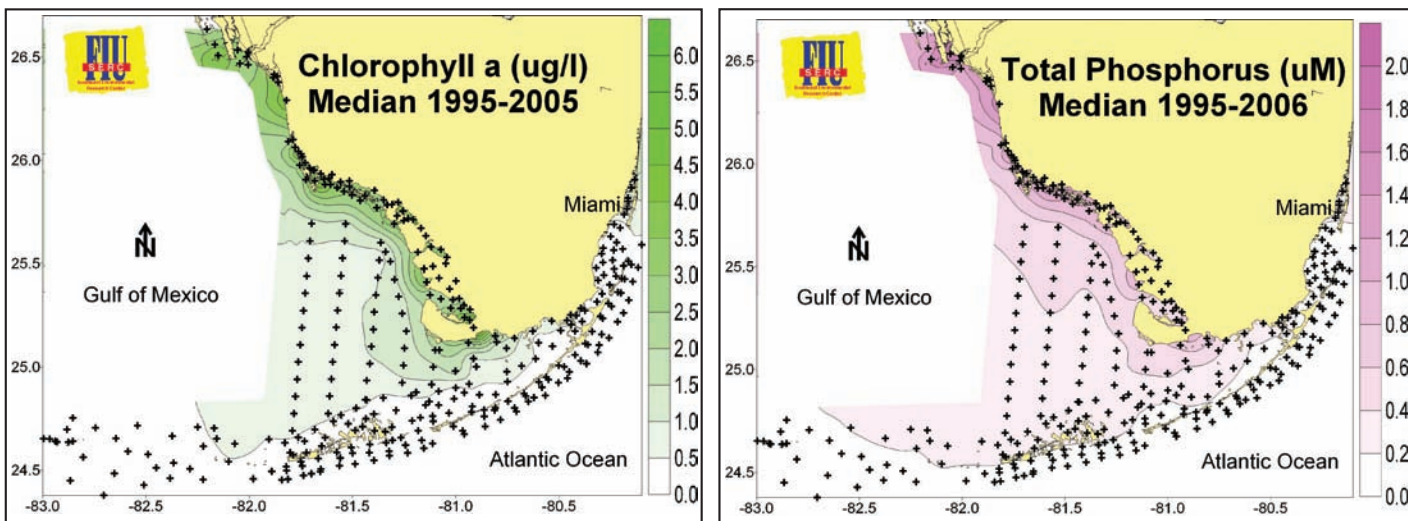 FIU
SERC
Chlorophyll a (ug/l)
Median 1995-2005
Miami
N
Gulf of Mexico
Atlantic Ocean
26.5
26.0
25.5
25.0
24.5
-83.0 -82.5 -82.0 -81.5 -81.0 -80.5
6.0
5.5
5.0
4.5
4.0
3.5
3.0
2.5
2.0
1.5
1.0
0.5
0.0
FIU
SERC
Total Phosphorus (uM)
Median 1995-2006
Miami
N
Gulf of Mexico
Atlantic Ocean
26.5
26.0
25.5
25.0
24.5
-83.0 -82.5 -82.0 -81.5 -81.0 -80.5
2.0
1.8
1.6
1.4
1.2
1.0
0.8
0.6
0.4
0.2
0.0